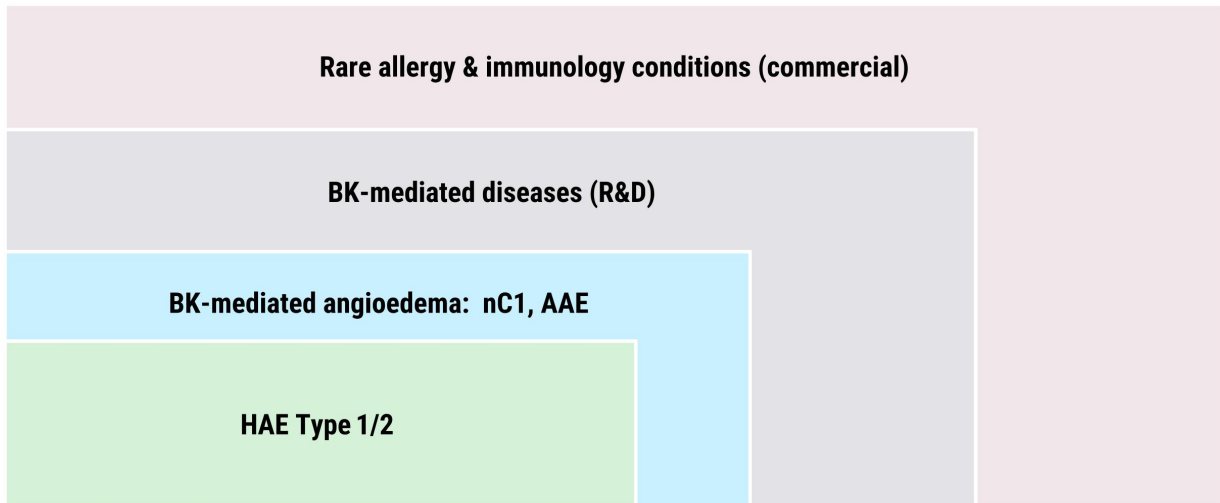 Rare allergy & immunology conditions (commercial)
BK-mediated diseases (R&D)
BK-mediated angioedema: nC1, AAE
HAE Type 1/2